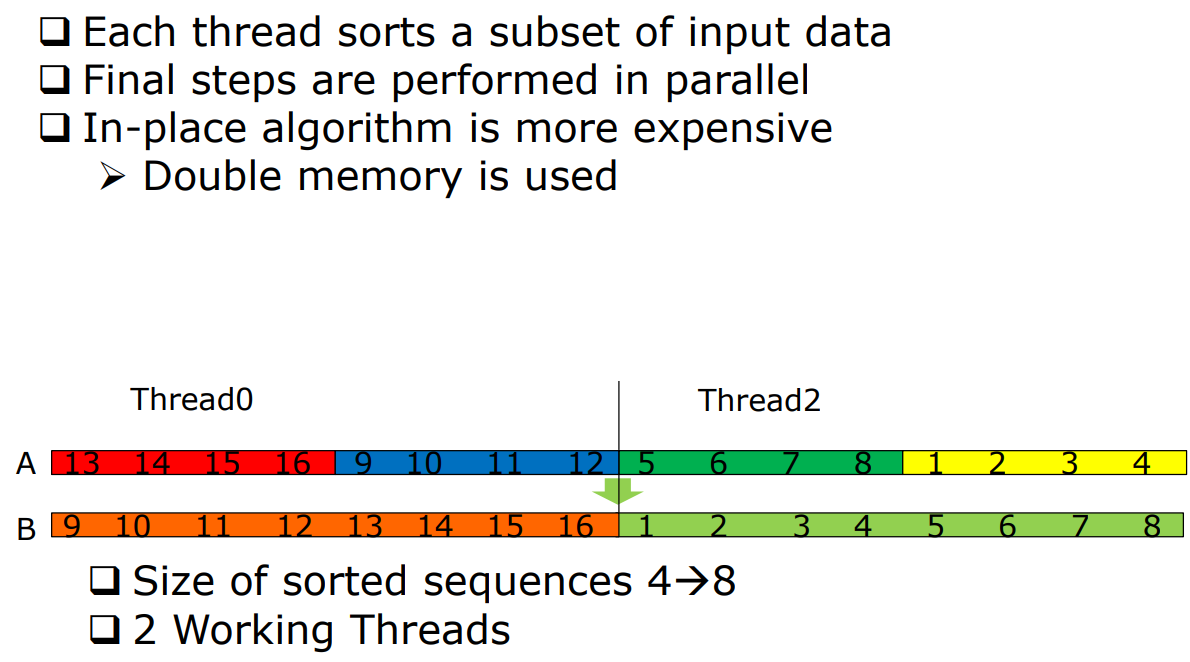 ❑ Each thread sorts a subset of input data
❑ Final steps are performed in parallel
❑ In-place algorithm is more expensive
➢ Double memory is used
Thread0 Thread2
A 13 14 15 16 9 10 11 12 5 6 7 8 1 2 3 4
B 9 10 11 12 13 14 15 16 1 2 3 4 5 6 7 8
❑ Size of sorted sequences 4→8
❑ 2 Working Threads